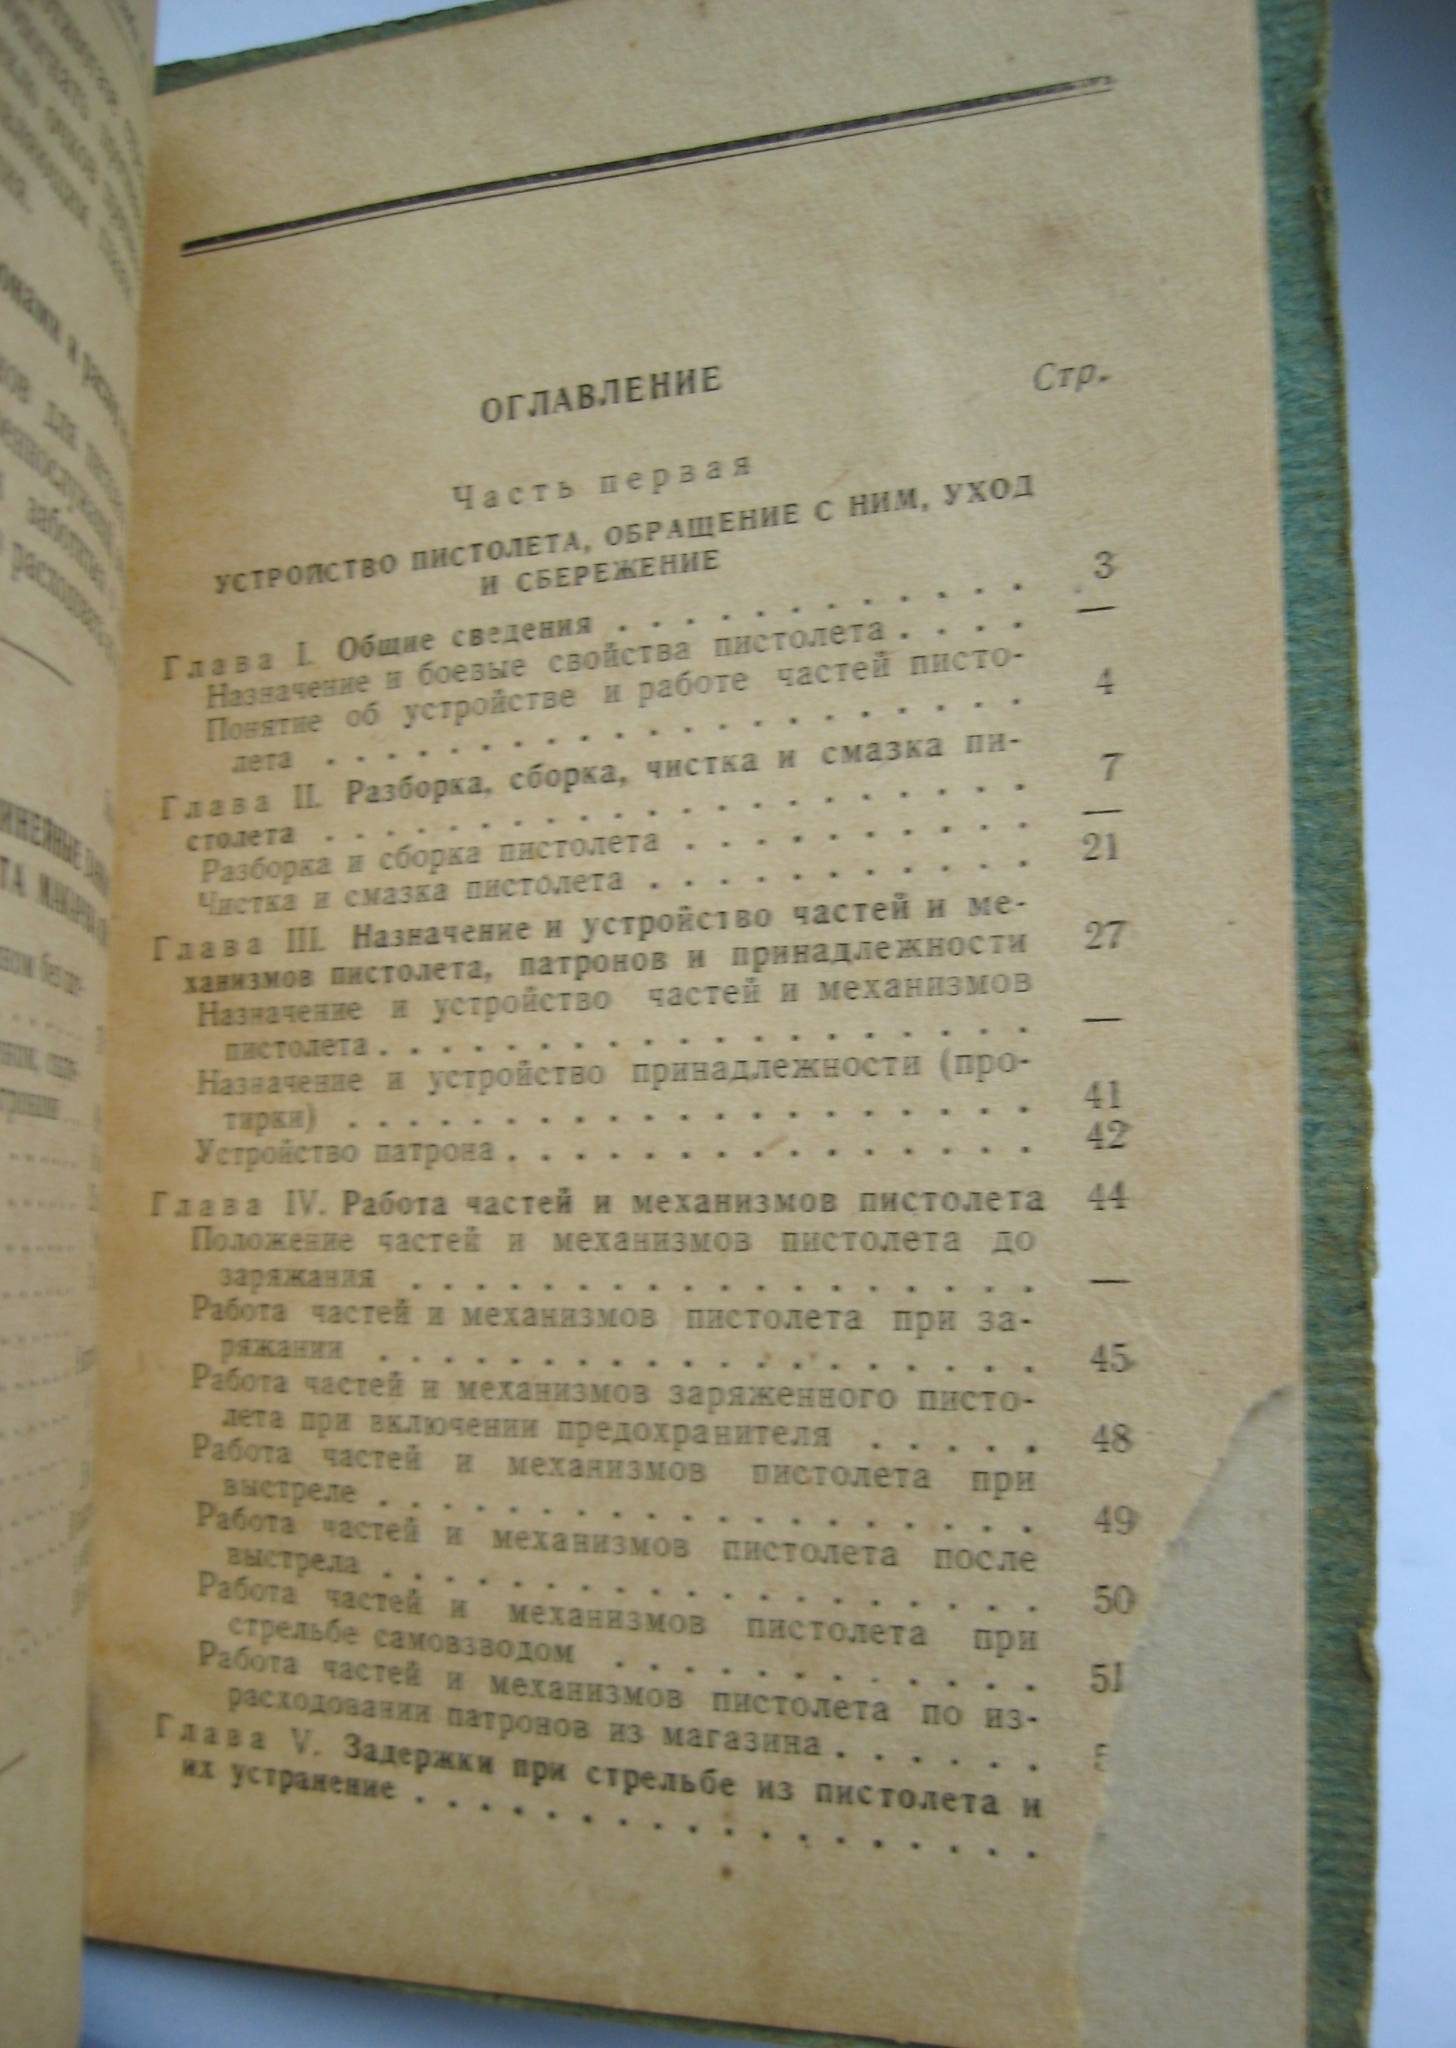 ОГЛАВЛЕНИЕ
Стр.
Часть первая
УСТРОЙСТВО ПИСТОЛЕТА, ОБРАЩЕНИЕ С НИМ, УХОД
И СБЕРЕЖЕНИЕ
Глава I. Общие сведения . . . . . . . . . . . 3
Назначение и боевые свойства пистолета . . . . —
Понятие об устройстве и работе частей писто-
лета . . . . . . . . . . . . . . . . 4
Глава II. Разборка, сборка, чистка и смазка пи-
столета . . . . . . . . . . . . . . . . 7
Разборка и сборка пистолета . . . . . . . . . —
Чистка и смазка пистолета . . . . . . . . . . 21
Глава III. Назначение и устройство частей и ме-
ханизмов пистолета, патронов и принадлежности 27
Назначение и устройство частей и механизмов
пистолета . . . . . . . . . . . . . . . —
Назначение и устройство принадлежности (про-
тирки) . . . . . . . . . . . . . . . . 41
Устройство патрона . . . . . . . . . . . . . 42
Глава IV. Работа частей и механизмов пистолета 44
Положение частей и механизмов пистолета до
заряжания . . . . . . . . . . . . . . . —
Работа частей и механизмов пистолета при за-
ряжании . . . . . . . . . . . . . . . . 45
Работа частей и механизмов заряженного писто-
лета при включении предохранителя . . . . . 48
Работа частей и механизмов пистолета при
выстреле . . . . . . . . . . . . . . . . 49
Работа частей и механизмов пистолета после
выстрела . . . . . . . . . . . . . . . . 50
Работа частей и механизмов пистолета при
стрельбе самовзводом . . . . . . . . . . . 51
Работа частей и механизмов пистолета по из-
расходовании патронов из магазина . . . . . .
Глава V. Задержки при стрельбе из пистолета и
их устранение . . . . . . . . . . . . . . . .